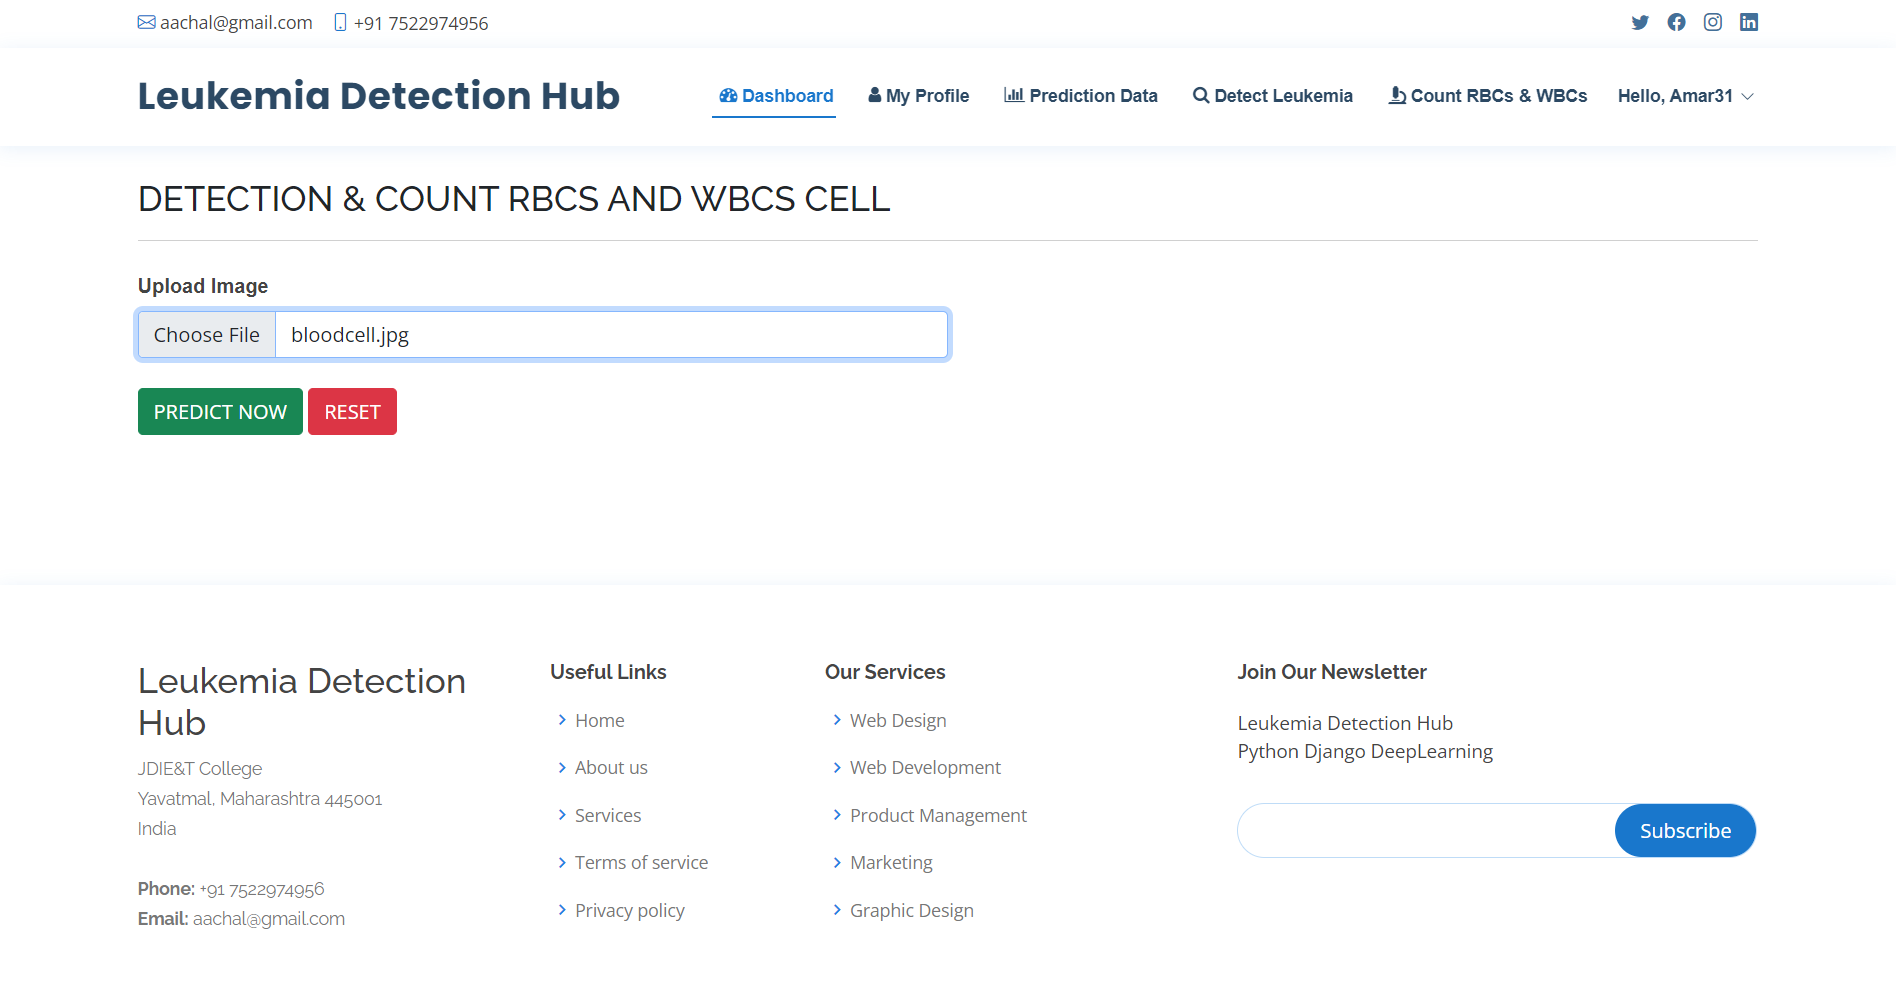 aachal@gmail.com +91 7522974956
Leukemia Detection Hub
Dashboard My Profile Prediction Data Detect Leukemia Count RBCs & WBCs Hello, Amar31
DETECTION & COUNT RBCS AND WBCS CELL
Upload Image
Choose File bloodcell.jpg
PREDICT NOW RESET
Leukemia Detection
Hub
JDIE&T College
Yavatmal, Maharashtra 445001
India
Phone: +91 7522974956
Email: aachal@gmail.com
Useful Links
Home
About us
Services
Terms of service
Privacy policy
Our Services
Web Design
Web Development
Product Management
Marketing
Graphic Design
Join Our Newsletter
Leukemia Detection Hub
Python Django DeepLearning
Subscribe